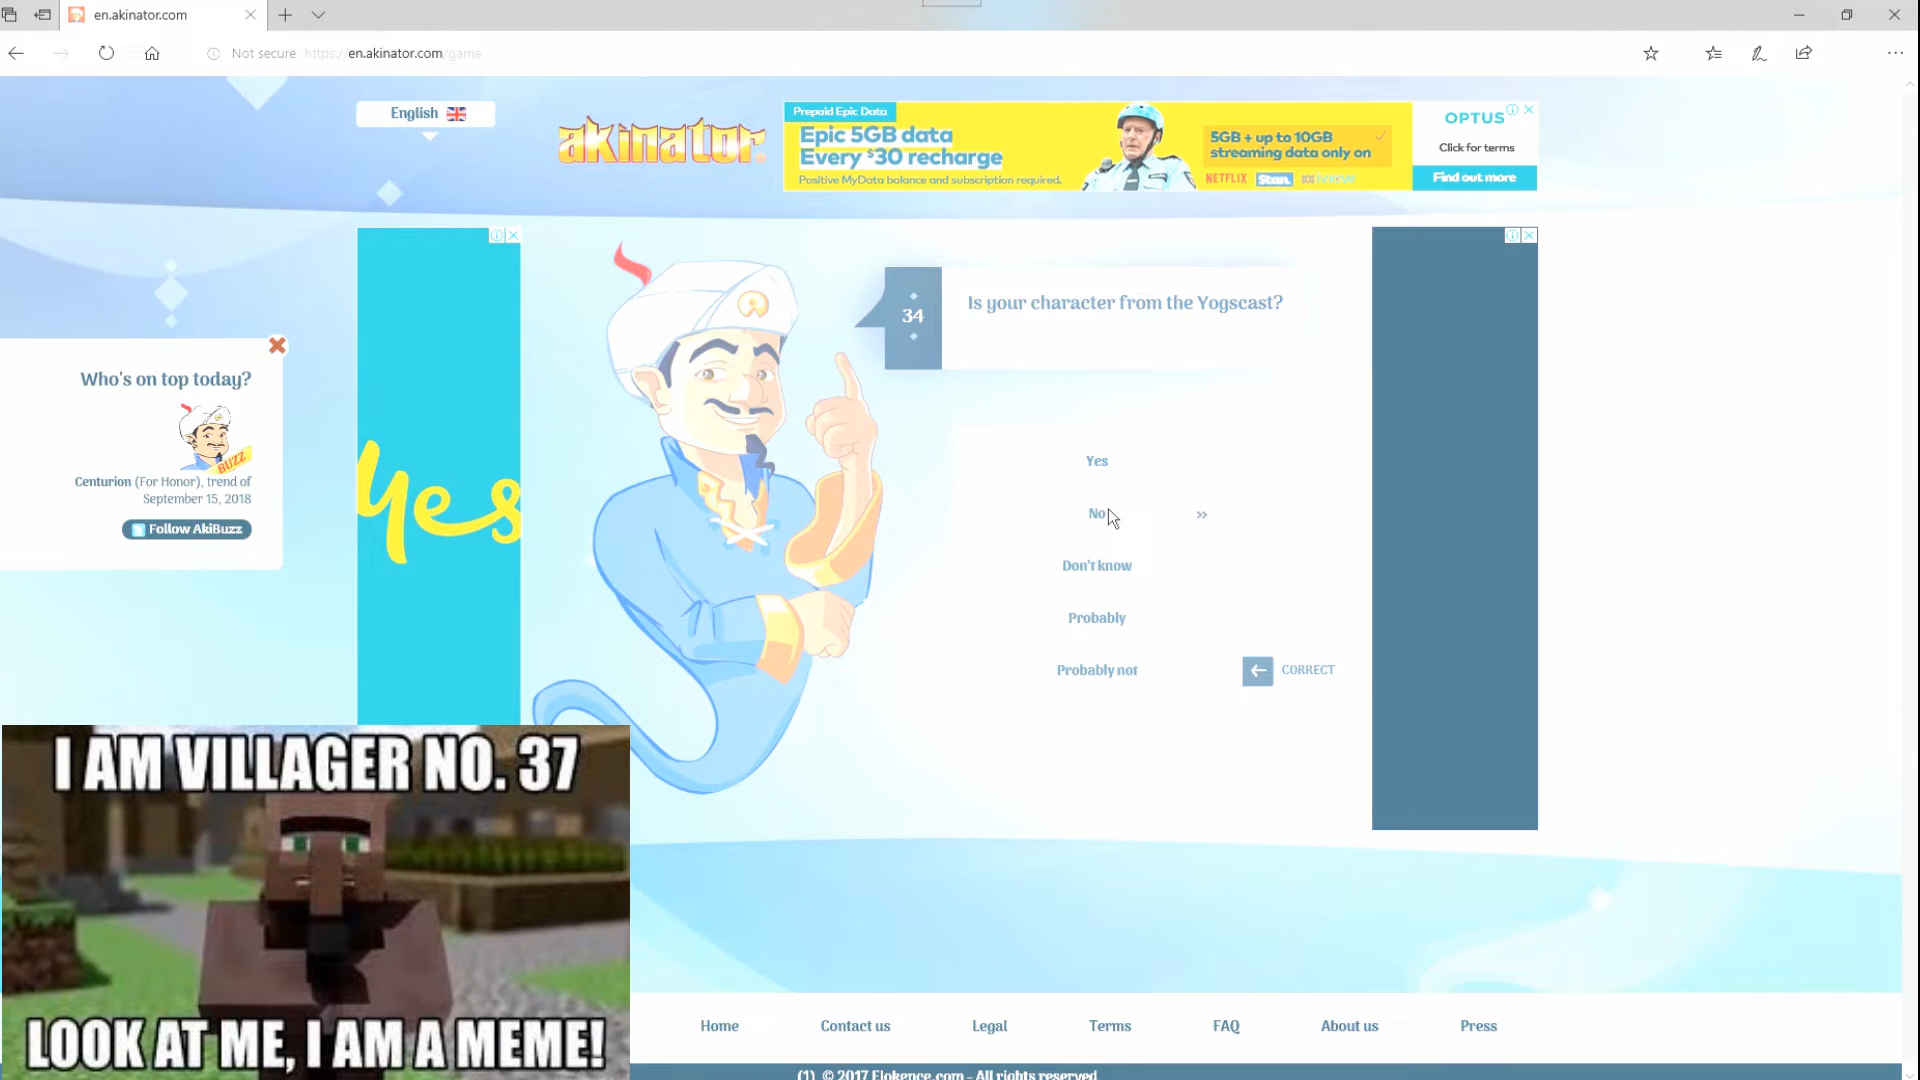 en.akinator.com
Not secure https://en.akinator.com/game
English
akinator.
Prepaid Epic Data
Epic 5GB data
Every $30 recharge
Positive MyData balance and subscription required.
5GB + up to 10GB
streaming data only on
NETFLIX Stan.
OPTUS
Click for terms
Find out more
34
Is your character from the Yogscast?
Who's on top today?
BUZZ
Centurion (For Honor), trend of
September 15, 2018
Follow AkiBuzz
yes
Yes
No
Don't know
Probably
Probably not
CORRECT
I AM VILLAGER NO. 37
LOOK AT ME, I AM A MEME!
Home Contact us Legal Terms FAQ About us Press
(1) © 2017 Elokence.com - All rights reserved